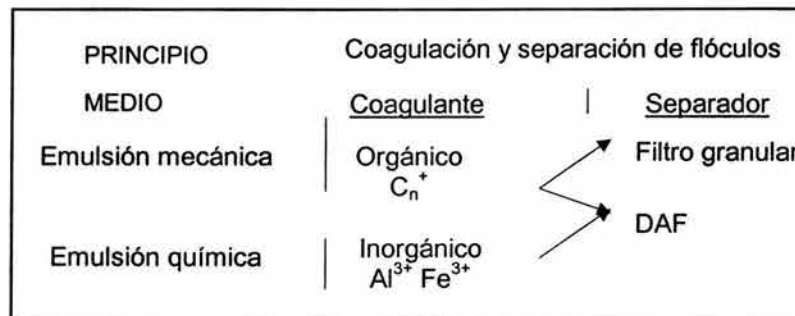 PRINCIPIO Coagulación y separación de flóculos
MEDIO Coagulante Separador
Emulsión mecánica Orgánico Filtro granular
Cₙ⁺
DAF
Emulsión química Inorgánico
Al³⁺ Fe³⁺